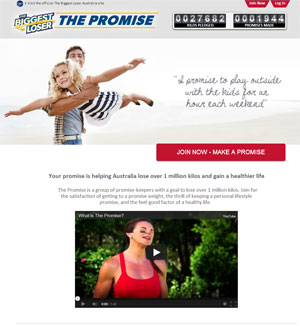 Visit the official The Biggest Loser Australia site
Join Now
Log In
THE BIGGEST LOSER
THE PROMISE
0027682
KILOS PLEDGED
0001944
PROMISES MADE
"I promise to play outside
with the kids for an
hour each weekend"
JOIN NOW - MAKE A PROMISE
Your promise is helping Australia lose over 1 million kilos and gain a healthier life
The Promise is a group of promise-keepers with a goal to lose over 1 million kilos. Join for
the satisfaction of getting to a promise weight, the thrill of keeping a personal lifestyle
promise, and the feel-good factor of a healthy life.
What Is The Promise?
YouTube